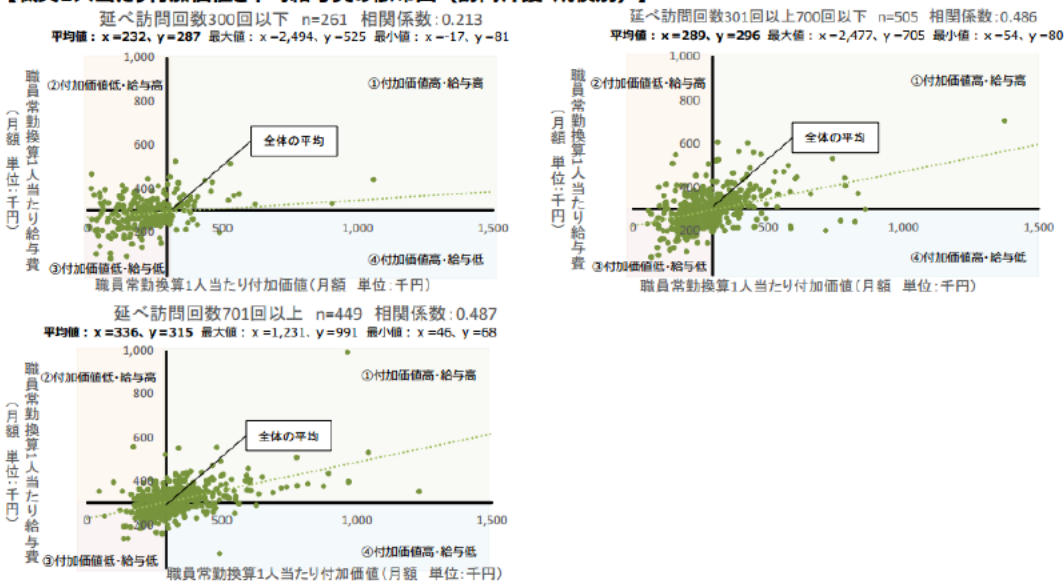 延べ訪問回数300回以下 n=261 相関係数:0.213
平均値：x=232、y=287 最大値：x=2,494、y=525 最小値：x=-17、y=81
職員常勤換算1人当たり給与費
(月額 単位:千円)
1,000
②付加価値低・給与高
①付加価値高・給与高
800
600
全体の平均
400
200
0
500
1,000
1,500
③付加価値低・給与低
④付加価値高・給与低
職員常勤換算1人当たり付加価値(月額 単位:千円)
延べ訪問回数301回以上700回以下 n=505 相関係数:0.486
平均値：x=289、y=296 最大値：x=2,477、y=705 最小値：x=54、y=80
職員常勤換算1人当たり給与費
(月額 単位:千円)
1,000
②付加価値低・給与高
①付加価値高・給与高
800
600
全体の平均
400
200
0
500
1,000
1,500
③付加価値低・給与低
④付加価値高・給与低
職員常勤換算1人当たり付加価値(月額 単位:千円)
延べ訪問回数701回以上 n=449 相関係数:0.487
平均値：x=336、y=315 最大値：x=1,231、y=991 最小値：x=46、y=68
職員常勤換算1人当たり給与費
(月額 単位:千円)
1,000
②付加価値低・給与高
①付加価値高・給与高
800
600
全体の平均
400
200
0
500
1,000
1,500
③付加価値低・給与低
④付加価値高・給与低
職員常勤換算1人当たり付加価値(月額 単位:千円)